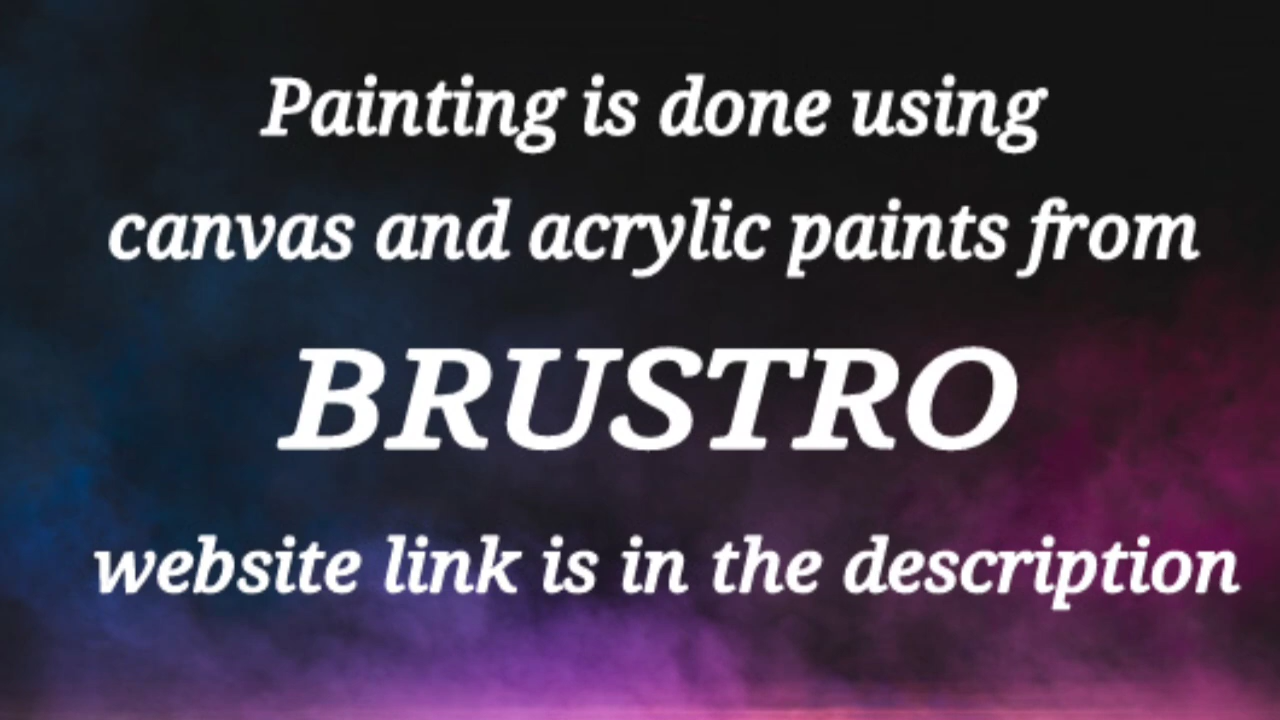 Painting is done using
canvas and acrylic paints from
BRUSTRO
website link is in the description